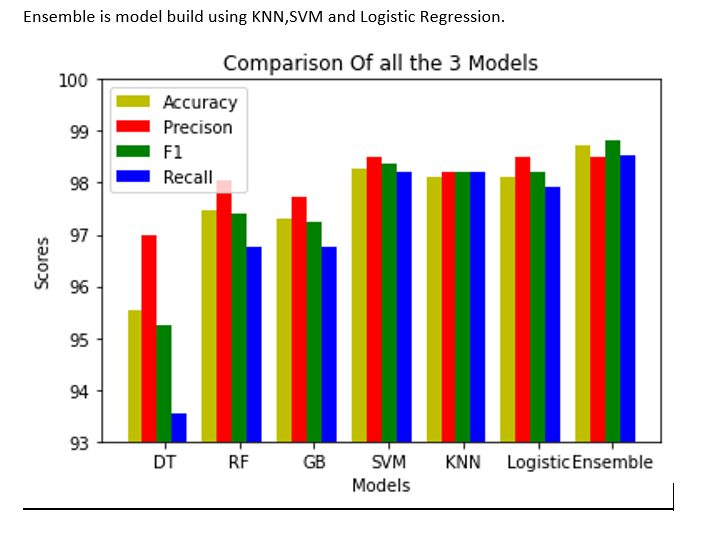 Ensemble is model build using KNN,SVM and Logistic Regression.
Comparison Of all the 3 Models
100
99
98
97
96
95
94
93
Scores
Accuracy
Precison
F1
Recall
DT RF GB SVM KNN Logistic Ensemble
Models